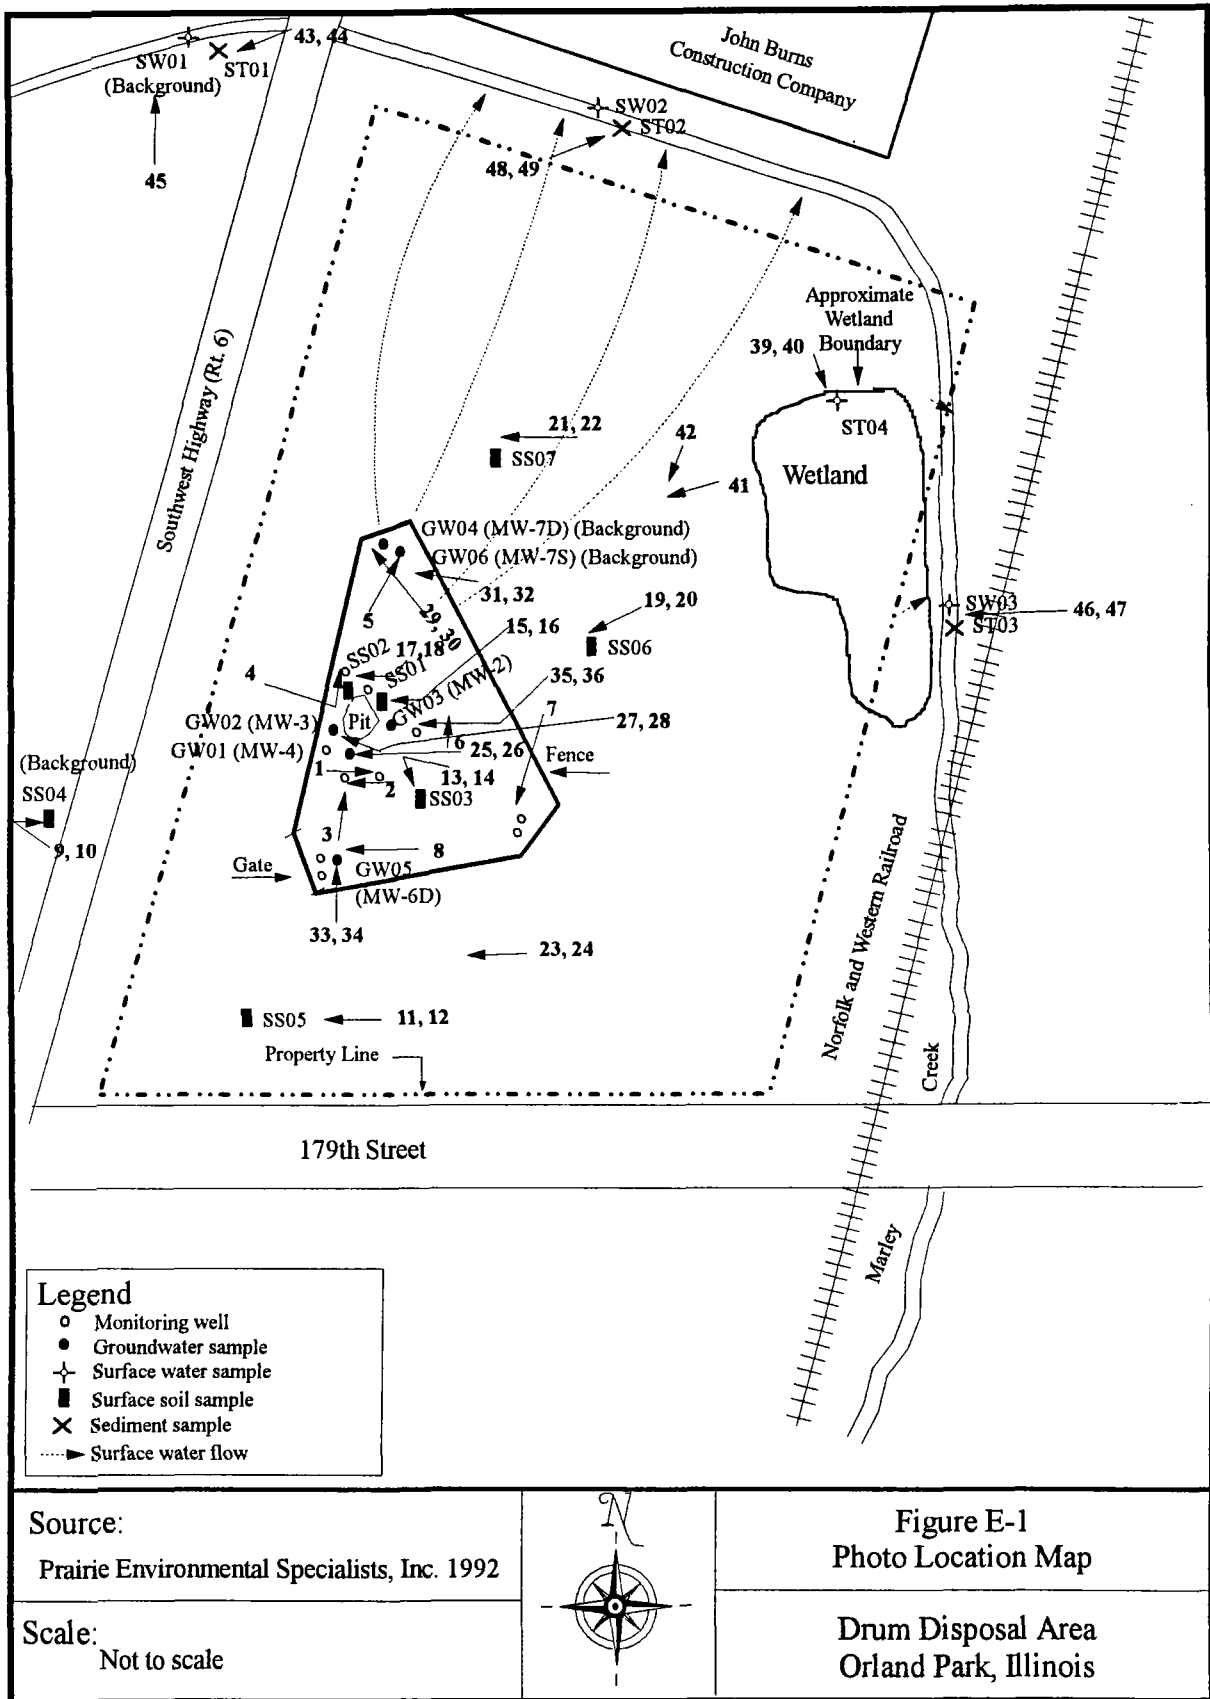 John Burns
Construction Company
43, 44
SW01
ST01
(Background)
45
SW02
ST02
48, 49
Southwest Highway (Rt. 6)
Approximate
Wetland
Boundary
39, 40
ST04
Wetland
21, 22
SS07
42
41
GW04 (MW-7D) (Background)
GW06 (MW-7S) (Background)
31, 32
5
29, 30
19, 20
SS06
15, 16
SW03
ST03
46, 47
SS02
17, 18
SS01
4
35, 36
7
GW03 (MW-2)
GW02 (MW-3)
Pit
27, 28
GW01 (MW-4)
6
25, 26
Fence
1
2
13, 14
SS03
(Background)
SS04
9, 10
3
8
Gate
GW05
(MW-6D)
33, 34
23, 24
SS05
11, 12
Property Line
Norfolk and Western Railroad
Creek
179th Street
Marley
Legend
Monitoring well
Groundwater sample
Surface water sample
Surface soil sample
Sediment sample
Surface water flow
Source:
Prairie Environmental Specialists, Inc. 1992
Scale:
Not to scale
N
Figure E-1
Photo Location Map
Drum Disposal Area
Orland Park, Illinois